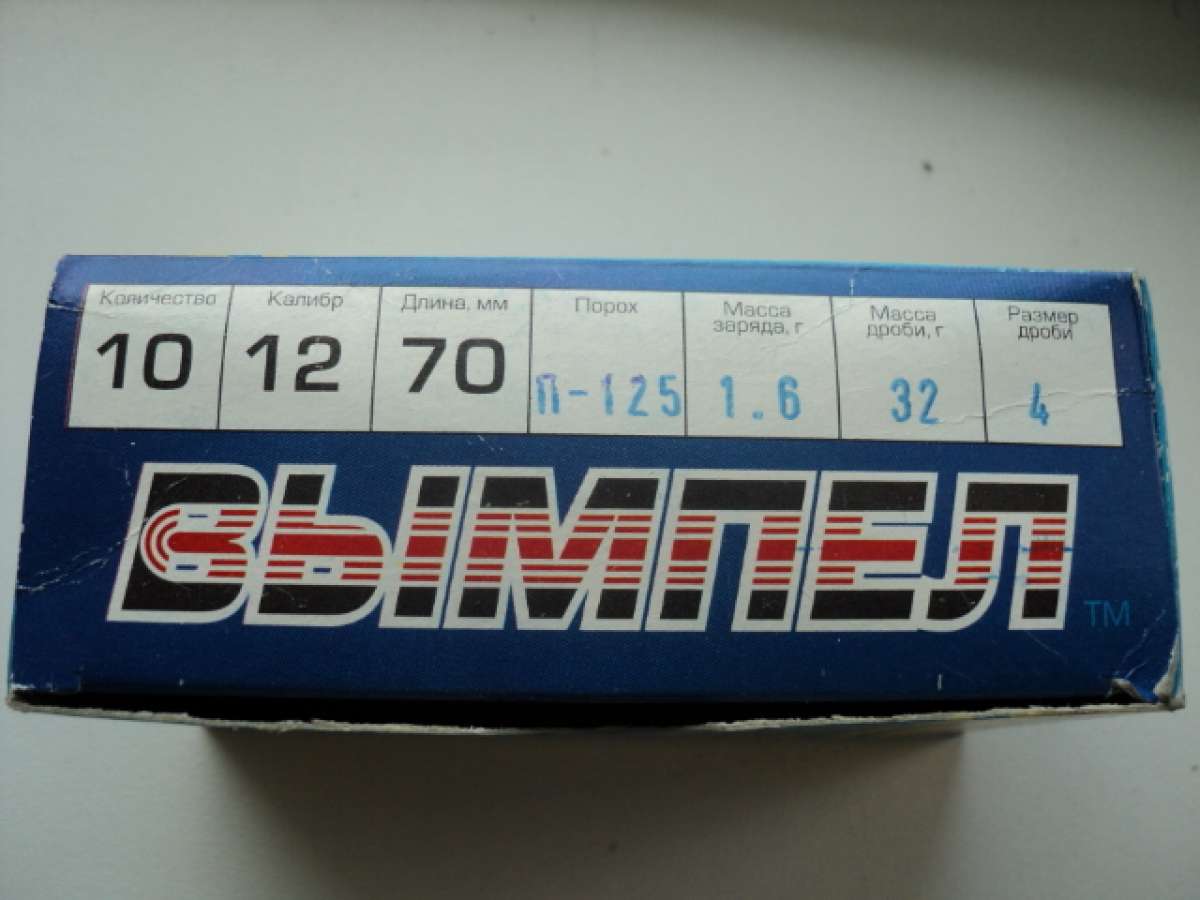 Количество Калибр Длина, мм Порох Масса заряда, г Масса дроби, г Размер дроби
10 12 70 П-125 1.6 32 4
ВЫМПЕЛ TM